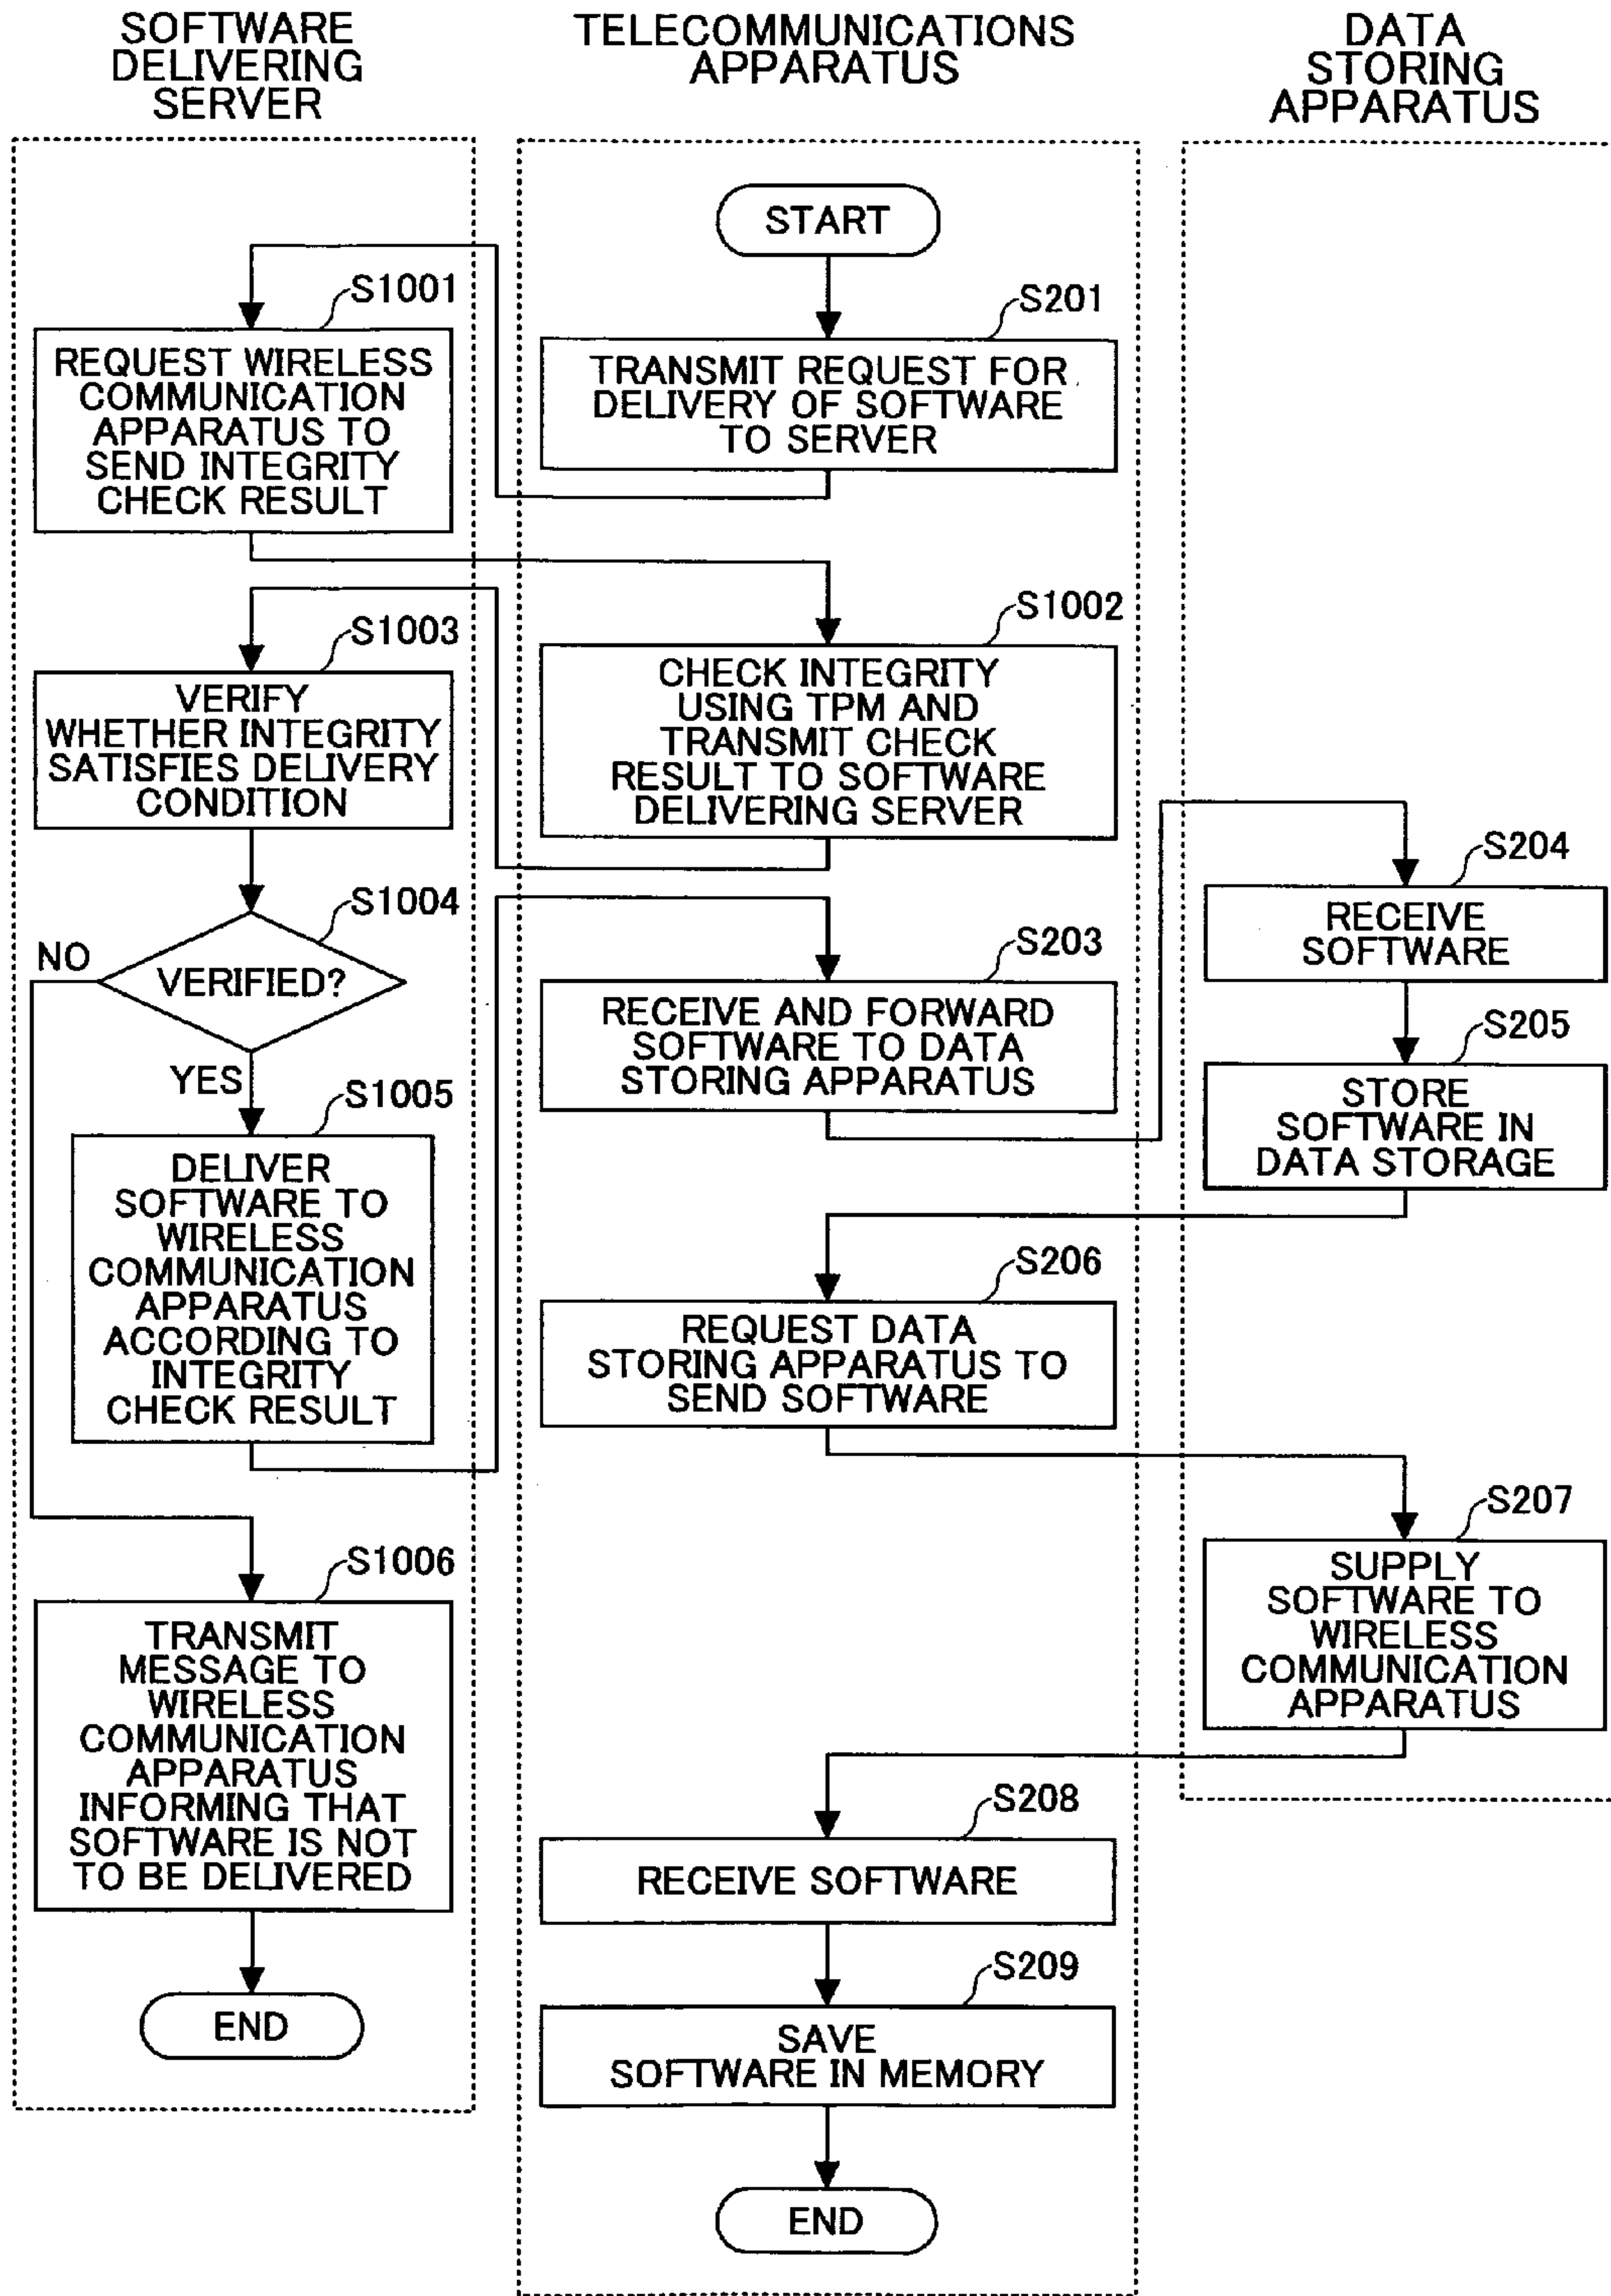 SOFTWARE
DELIVERING
SERVER
TELECOMMUNICATIONS
APPARATUS
DATA
STORING
APPARATUS
START
S1001
REQUEST WIRELESS
COMMUNICATION
APPARATUS TO
SEND INTEGRITY
CHECK RESULT
S201
TRANSMIT REQUEST FOR
DELIVERY OF SOFTWARE
TO SERVER
S1002
CHECK INTEGRITY
USING TPM AND
TRANSMIT CHECK
RESULT TO SOFTWARE
DELIVERING SERVER
S1003
VERIFY
WHETHER INTEGRITY
SATISFIES DELIVERY
CONDITION
S1004
NO
VERIFIED?
YES
S1005
DELIVER
SOFTWARE TO
WIRELESS
COMMUNICATION
APPARATUS
ACCORDING TO
INTEGRITY
CHECK RESULT
S203
RECEIVE AND FORWARD
SOFTWARE TO DATA
STORING APPARATUS
S204
RECEIVE
SOFTWARE
S205
STORE
SOFTWARE IN
DATA STORAGE
S206
REQUEST DATA
STORING APPARATUS TO
SEND SOFTWARE
S207
SUPPLY
SOFTWARE TO
WIRELESS
COMMUNICATION
APPARATUS
S1006
TRANSMIT
MESSAGE TO
WIRELESS
COMMUNICATION
APPARATUS
INFORMING THAT
SOFTWARE IS NOT
TO BE DELIVERED
END
S208
RECEIVE SOFTWARE
S209
SAVE
SOFTWARE IN MEMORY
END